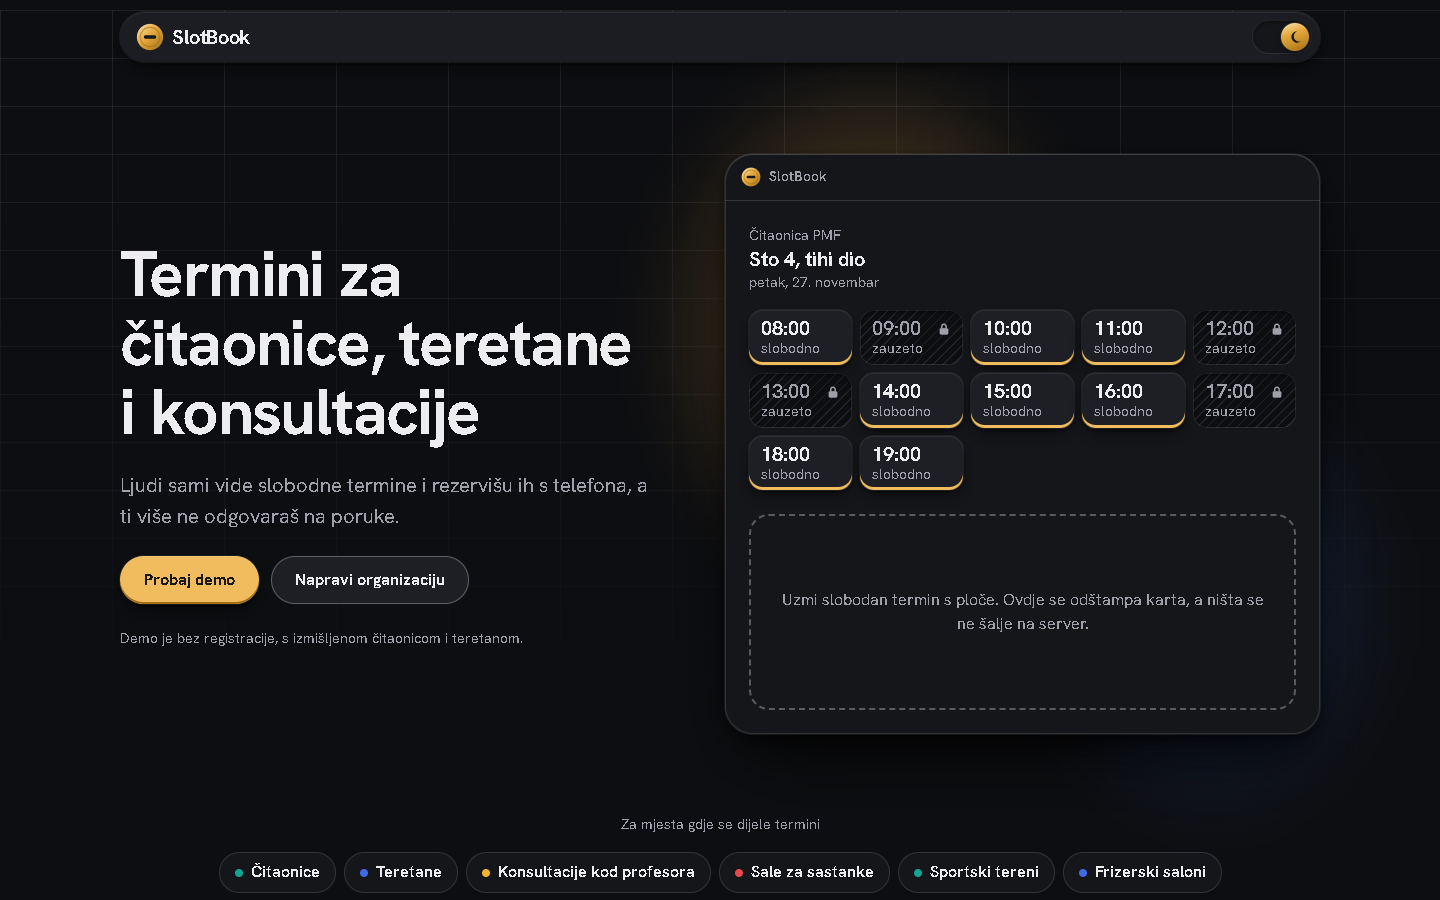 SlotBook
Termini za
čitaonice, teretane
i konsultacije
Ljudi sami vide slobodne termine i rezervišu ih s telefona, a
ti više ne odgovaraš na poruke.
Probaj demo
Napravi organizaciju
Demo je bez registracije, s izmišljenom čitaonicom i teretanom.
SlotBook
Čitaonica PMF
Sto 4, tihi dio
petak, 27. novembar
08:00 09:00 10:00 11:00 12:00
slobodno zauzeto slobodno slobodno zauzeto
13:00 14:00 15:00 16:00 17:00
zauzeto slobodno slobodno slobodno zauzeto
18:00 19:00
slobodno slobodno
Uzmi slobodan termin s ploče. Ovdje se odštampa karta, a ništa se
ne šalje na server.
Za mjesta gdje se dijele termini
Čitaonice Teretane Konsultacije kod profesora Sale za sastanke Sportski tereni Frizerski saloni